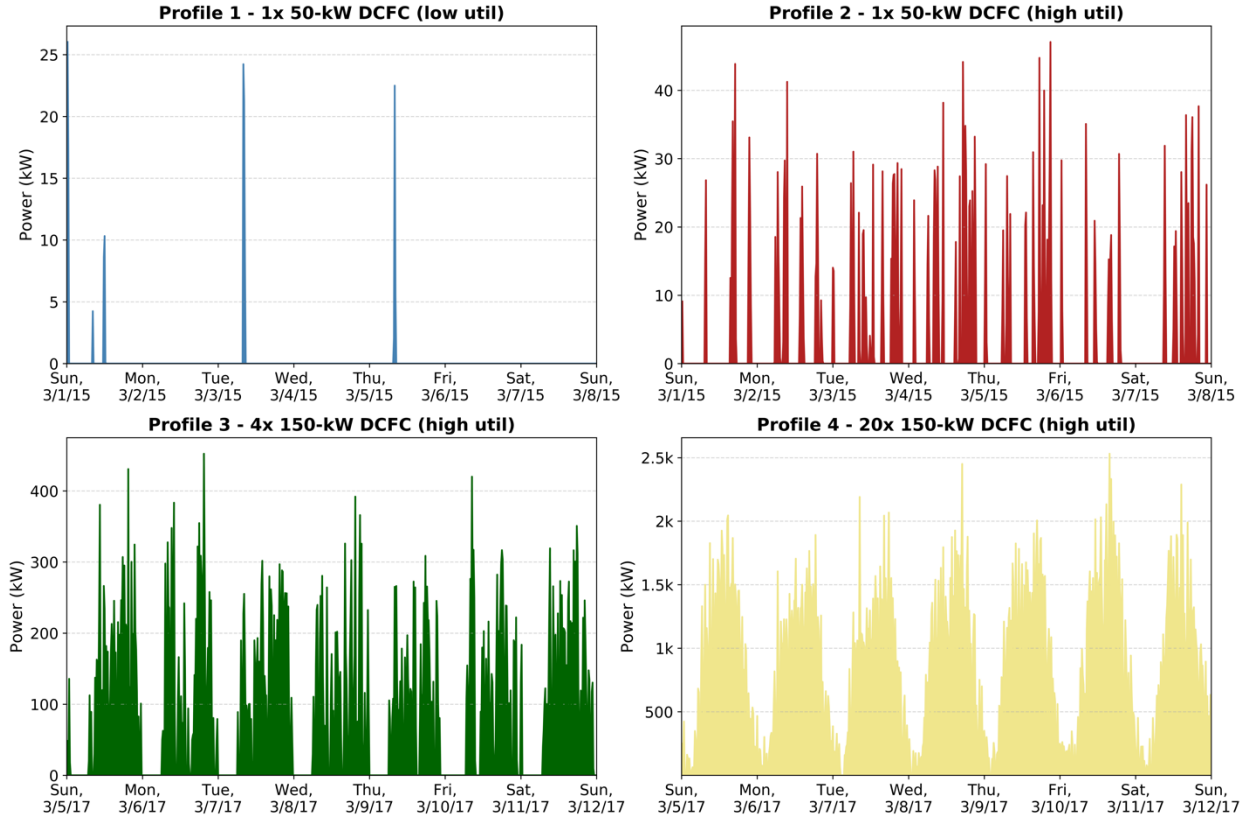 Profile 1 - 1x 50-kW DCFC (low util)
Power (kW)
25
20
15
10
5
0
Sun, Mon, Tue, Wed, Thu, Fri, Sat, Sun,
3/1/15 3/2/15 3/3/15 3/4/15 3/5/15 3/6/15 3/7/15 3/8/15
Profile 2 - 1x 50-kW DCFC (high util)
Power (kW)
40
30
20
10
0
Sun, Mon, Tue, Wed, Thu, Fri, Sat, Sun,
3/1/15 3/2/15 3/3/15 3/4/15 3/5/15 3/6/15 3/7/15 3/8/15
Profile 3 - 4x 150-kW DCFC (high util)
Power (kW)
400
300
200
100
0
Sun, Mon, Tue, Wed, Thu, Fri, Sat, Sun,
3/5/17 3/6/17 3/7/17 3/8/17 3/9/17 3/10/17 3/11/17 3/12/17
Profile 4 - 20x 150-kW DCFC (high util)
Power (kW)
2.5k
2k
1.5k
1k
500
Sun, Mon, Tue, Wed, Thu, Fri, Sat, Sun,
3/5/17 3/6/17 3/7/17 3/8/17 3/9/17 3/10/17 3/11/17 3/12/17